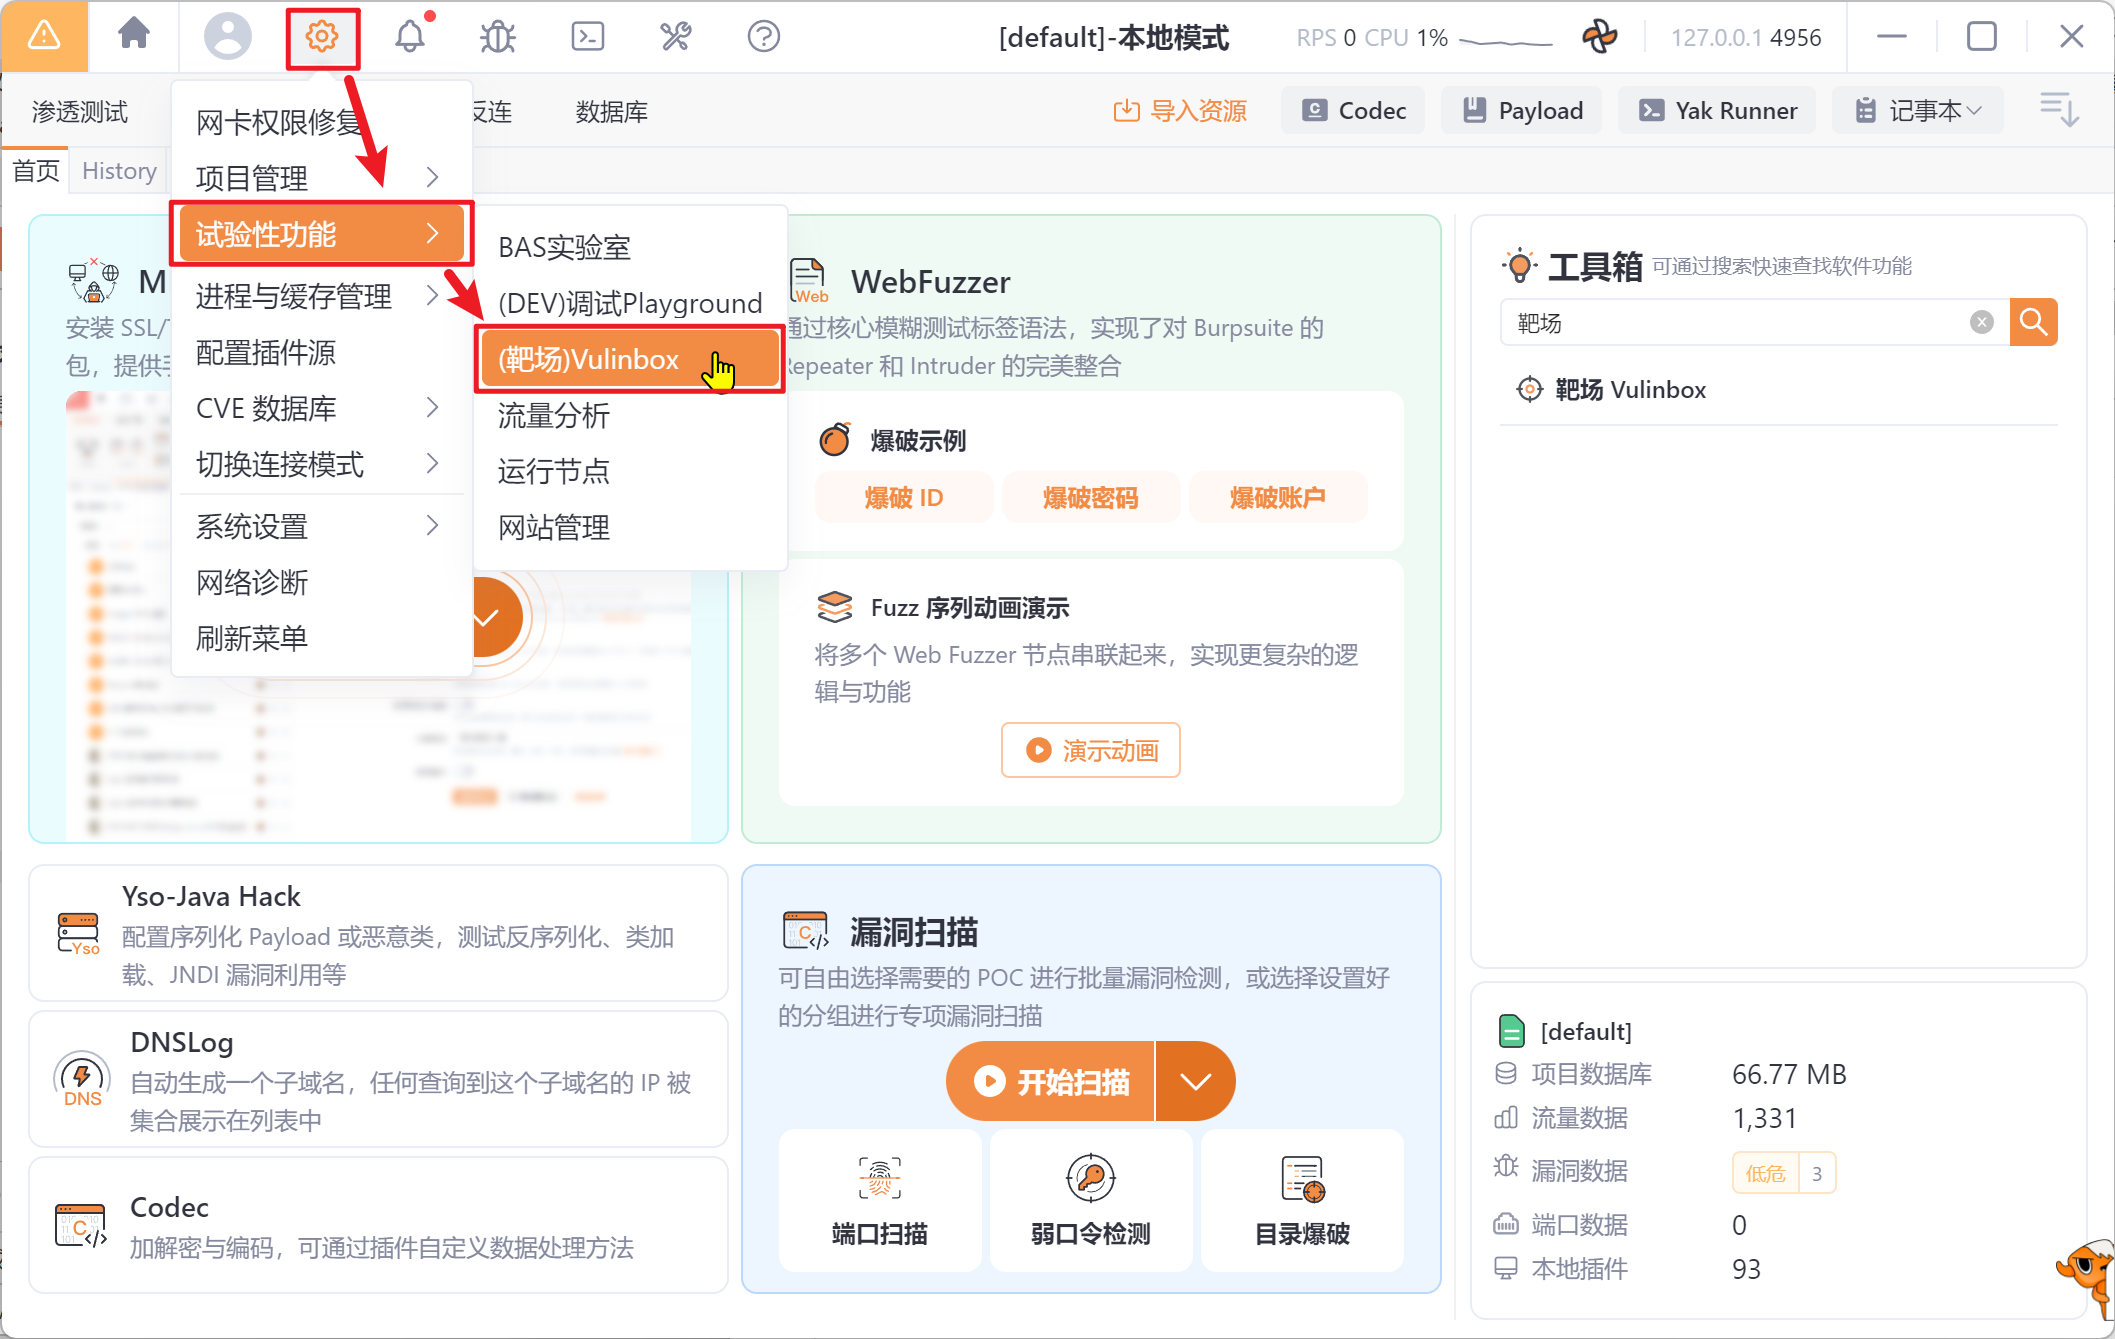 [default]-本地模式
RPS 0 CPU 1%
127.0.0.1 4956
渗透测试
反连
数据库
导入资源
Codec
Payload
Yak Runner
记事本
首页
History
网卡权限修复
项目管理
试验性功能
进程与缓存管理
配置插件源
CVE 数据库
切换连接模式
系统设置
网络诊断
刷新菜单
BAS实验室
(DEV)调试Playground
(靶场)Vulinbox
流量分析
运行节点
网站管理
M
安装 SSL/
包，提供
Web
WebFuzzer
通过核心模糊测试标签语法，实现了对 Burpsuite 的
Repeater 和 Intruder 的完美整合
爆破示例
爆破 ID
爆破密码
爆破账户
Fuzz 序列动画演示
将多个 Web Fuzzer 节点串联起来，实现更复杂的逻
辑与功能
演示动画
工具箱
可通过搜索快速查找软件功能
靶场
靶场 Vulinbox
Yso
Yso-Java Hack
配置序列化 Payload 或恶意类，测试反序列化、类加
载、JNDI 漏洞利用等
DNS
DNSLog
自动生成一个子域名，任何查询到这个子域名的 IP 被
集合展示在列表中
Codec
加解密与编码，可通过插件自定义数据处理方法
漏洞扫描
可自由选择需要的 POC 进行批量漏洞检测，或选择设置好
的分组进行专项漏洞扫描
开始扫描
端口扫描
弱口令检测
目录爆破
[default]
项目数据库 66.77 MB
流量数据 1,331
漏洞数据 低危 3
端口数据 0
本地插件 93